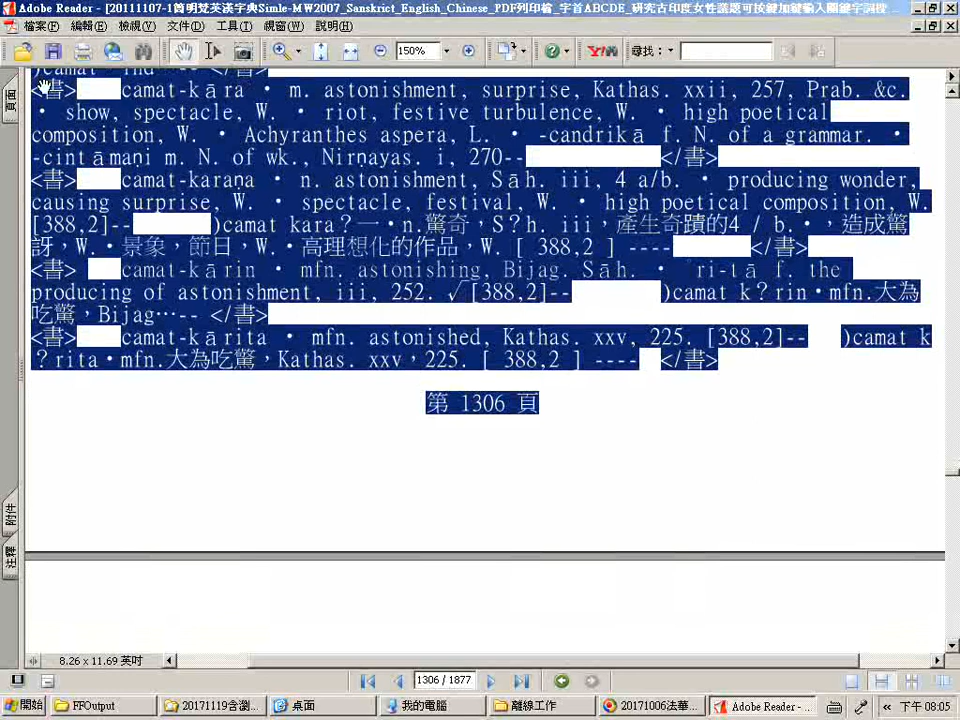 Adobe Reader - [20111107-1簡明梵英漢字典Simle-MW2007_Sanskrict_English_Chinese_PDF列印檔_字首ABCDE_研究古印度女性議題可按鍵加鍵輸入關鍵字詞搜
檔案(F) 編輯(E) 檢視(V) 文件(D) 工具(T) 視窗(W) 說明(H)
150% 尋找：
頁面
<書> camat-kāra ‧ m. astonishment, surprise, Kathas. xxii, 257, Prab. &c.
‧ show, spectacle, W. ‧ riot, festive turbulence, W. ‧ high poetical
composition, W. ‧ Achyranthes aspera, L. ‧ -candrikā f. N. of a grammar. ‧
-cintāmaṇi m. N. of wk., Nirṇayas. i, 270-- </書>
<書> camat-karaṇa ‧ n. astonishment, Sāh. iii, 4 a/b. ‧ producing wonder,
causing surprise, W. ‧ spectacle, festival, W. ‧ high poetical composition, W.
[388,2]-- )camat kara？一‧n.驚奇，S？h. iii，產生奇蹟的4 / b.‧，造成驚
訝，W.‧景象，節日，W.‧高理想化的作品，W. [ 388,2 ] ---- </書>
<書> camat-kārin ‧ mfn. astonishing, Bijag. Sāh. ‧ ri-tā f. the
producing of astonishment, iii, 252. √[388,2]-- )camat k？rin‧mfn.大為
吃驚，Bijag…-- </書>
<書> camat-kārita ‧ mfn. astonished, Kathas. xxv, 225. [388,2]-- )camat k
？rita‧mfn.大為吃驚，Kathas. xxv，225. [ 388,2 ] ---- </書>
第 1306 頁
附件
注釋
8.26 x 11.69 英吋
1306 / 1877
開始 FFOutput 20171119含瀏... 桌面 我的電腦 離線工作 20171006法華... Adobe Reader - ... 下午 08:05